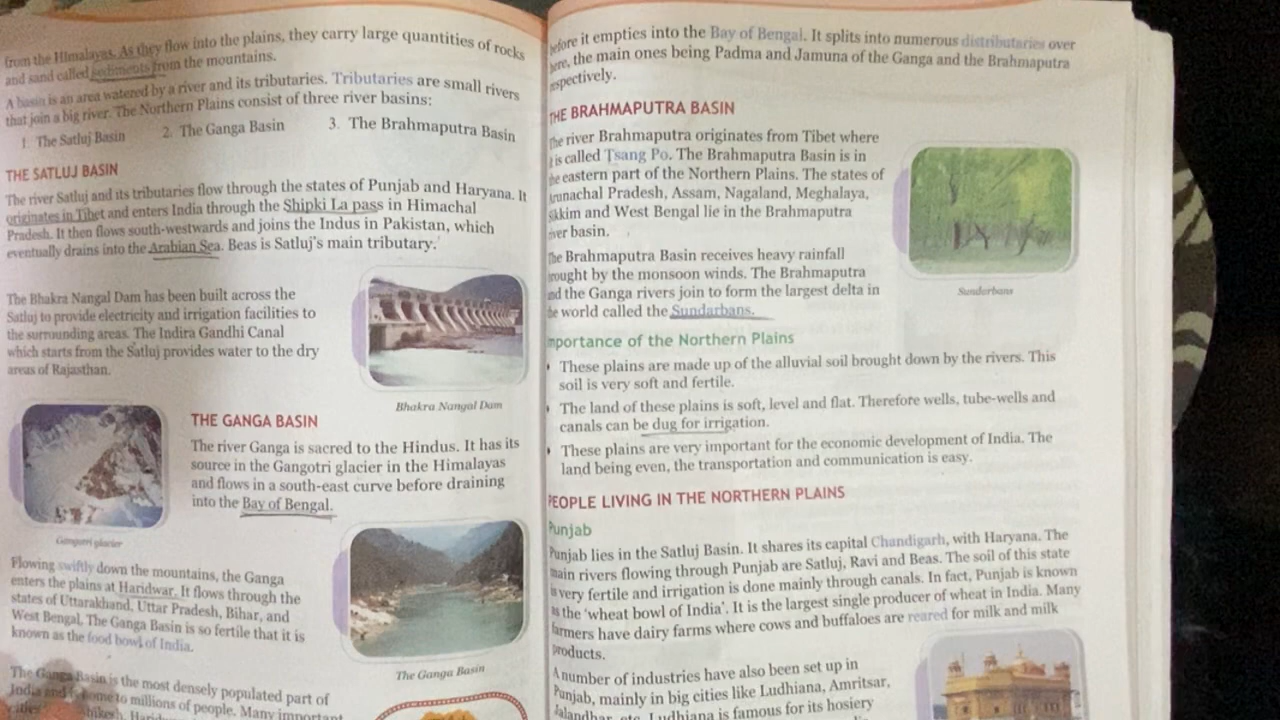 from the Himalayas. As they flow into the plains, they carry large quantities of rocks
and sand called sediments from the mountains.
A basin is an area watered by a river and its tributaries. Tributaries are small rivers
that join a big river. The Northern Plains consist of three river basins:
1. The Satluj Basin 2. The Ganga Basin 3. The Brahmaputra Basin
THE SATLUJ BASIN
The river Satluj and its tributaries flow through the states of Punjab and Haryana. It
originates in Tibet and enters India through the Shipki La pass in Himachal
Pradesh. It then flows south-westwards and joins the Indus in Pakistan, which
eventually drains into the Arabian Sea. Beas is Satluj's main tributary.
The Bhakra Nangal Dam has been built across the
Satluj to provide electricity and irrigation facilities to
the surrounding areas. The Indira Gandhi Canal
which starts from the Satluj provides water to the dry
areas of Rajasthan.
Bhakra Nangal Dam
THE GANGA BASIN
The river Ganga is sacred to the Hindus. It has its
source in the Gangotri glacier in the Himalayas
and flows in a south-east curve before draining
into the Bay of Bengal.
Gangotri glacier
Flowing swiftly down the mountains, the Ganga
enters the plains at Haridwar. It flows through the
states of Uttarakhand, Uttar Pradesh, Bihar, and
West Bengal. The Ganga Basin is so fertile that it is
known as the food bowl of India.
The Ganga Basin
The Ganga Basin is the most densely populated part of
India and home to millions of people. Many important
cities
before it empties into the Bay of Bengal. It splits into numerous distributaries over
here, the main ones being Padma and Jamuna of the Ganga and the Brahmaputra
respectively.
THE BRAHMAPUTRA BASIN
The river Brahmaputra originates from Tibet where
it is called Tsang Po. The Brahmaputra Basin is in
the eastern part of the Northern Plains. The states of
Arunachal Pradesh, Assam, Nagaland, Meghalaya,
Sikkim and West Bengal lie in the Brahmaputra
river basin.
The Brahmaputra Basin receives heavy rainfall
brought by the monsoon winds. The Brahmaputra
and the Ganga rivers join to form the largest delta in
the world called the Sundarbans.
Sundarbans
Importance of the Northern Plains
These plains are made up of the alluvial soil brought down by the rivers. This
soil is very soft and fertile.
The land of these plains is soft, level and flat. Therefore wells, tube-wells and
canals can be dug for irrigation.
These plains are very important for the economic development of India. The
land being even, the transportation and communication is easy.
PEOPLE LIVING IN THE NORTHERN PLAINS
Punjab
Punjab lies in the Satluj Basin. It shares its capital Chandigarh, with Haryana. The
main rivers flowing through Punjab are Satluj, Ravi and Beas. The soil of this state
is very fertile and irrigation is done mainly through canals. In fact, Punjab is known
as the 'wheat bowl of India'. It is the largest single producer of wheat in India. Many
farmers have dairy farms where cows and buffaloes are reared for milk and milk
products.
A number of industries have also been set up in
Punjab, mainly in big cities like Ludhiana, Amritsar,
Jalandhar, etc. Ludhiana is famous for its hosiery